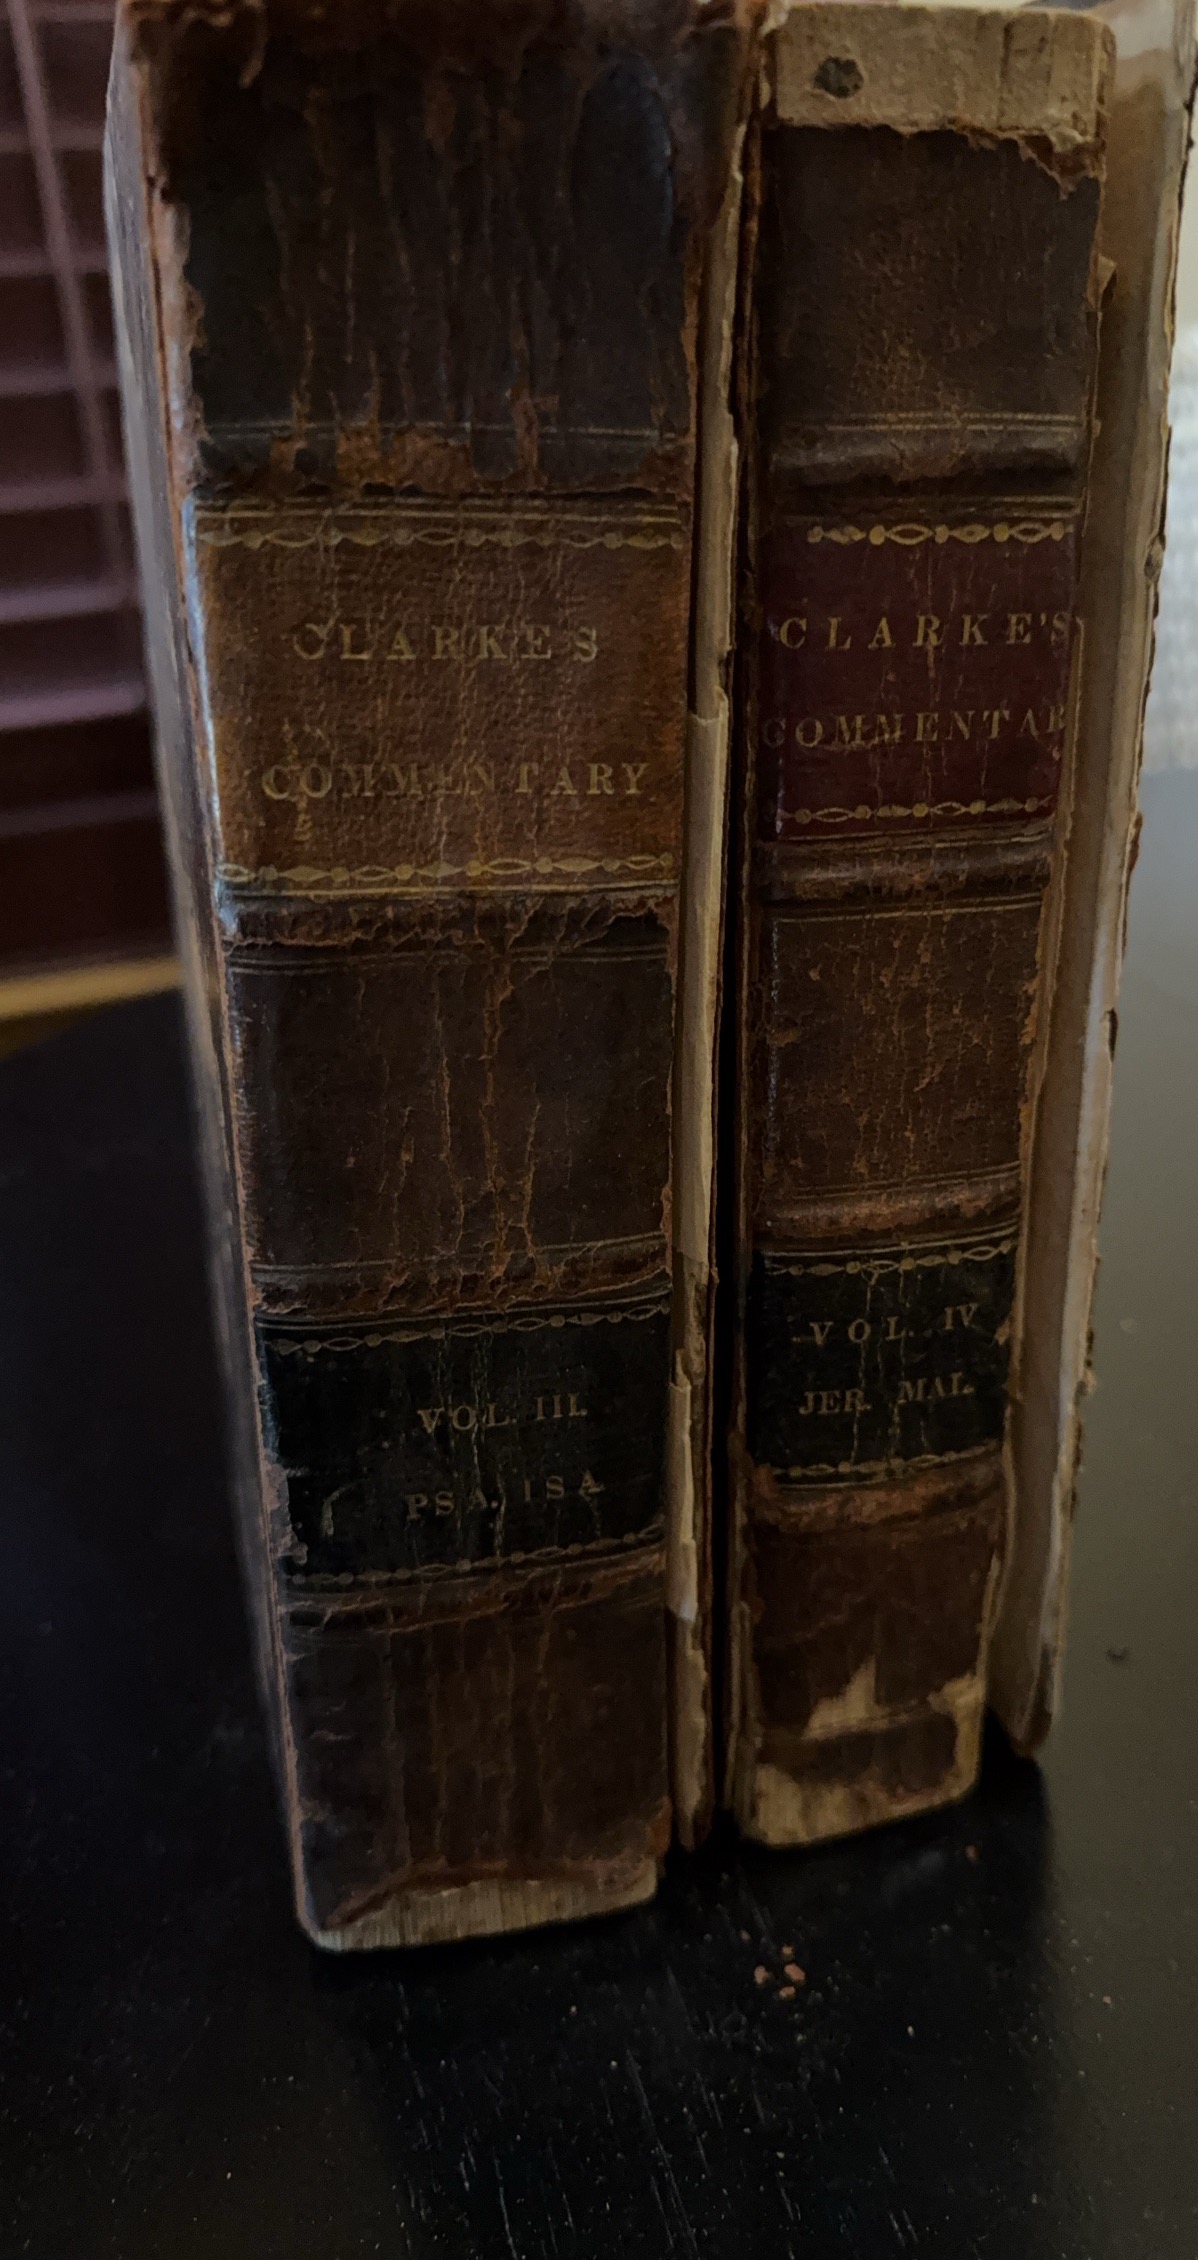 CLARKE'S
COMMENTARY
VOL. III.
PSA. ISA
CLARKE'S
COMMENTAR
VOL. IV
JER. MAL.